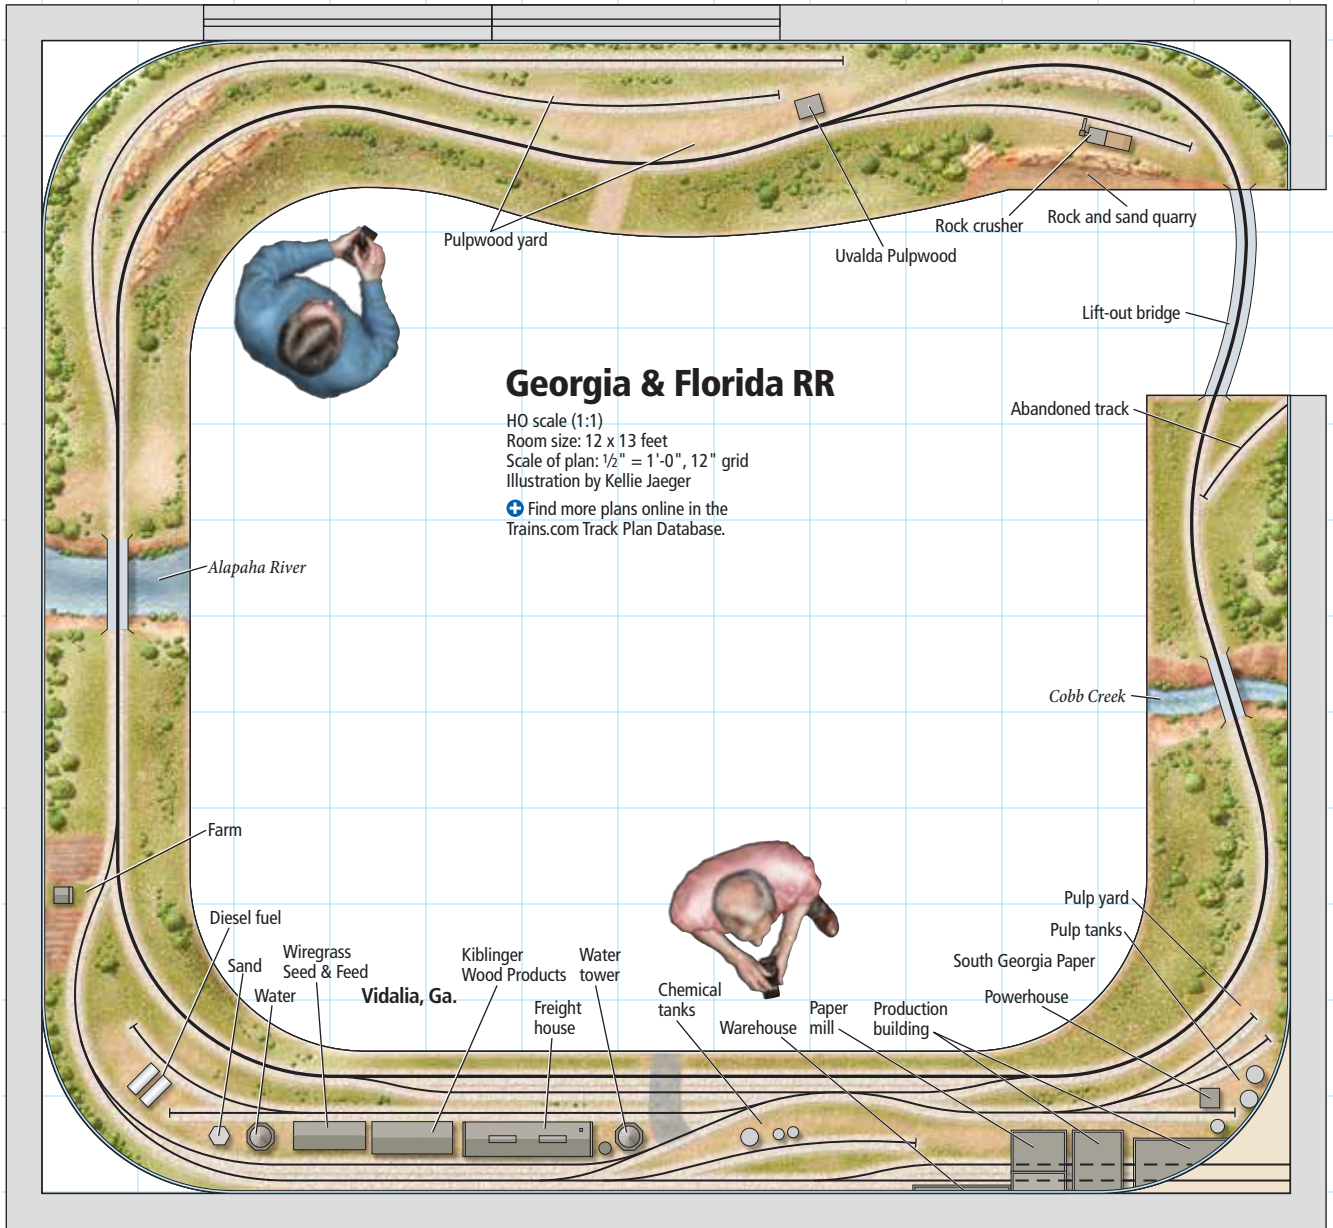 Pulpwood yard
Rock crusher
Rock and sand quarry
Uvalda Pulpwood
Lift-out bridge
Georgia & Florida RR
HO scale (1:1)
Room size: 12 x 13 feet
Scale of plan: ½" = 1'-0", 12" grid
Illustration by Kellie Jaeger
Find more plans online in the
Trains.com Track Plan Database.
Abandoned track
Alapaha River
Cobb Creek
Farm
Diesel fuel
Sand
Water
Wiregrass
Seed & Feed
Vidalia, Ga.
Kiblinger
Wood Products
Freight
house
Water
tower
Chemical
tanks
Warehouse
Paper
mill
Production
building
Powerhouse
South Georgia Paper
Pulp tanks
Pulp yard